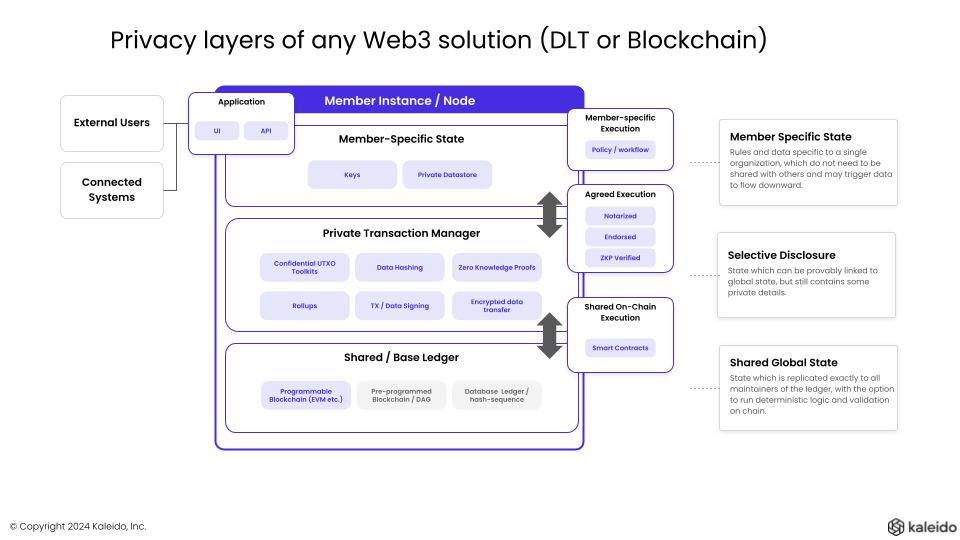 Privacy layers of any Web3 solution (DLT or Blockchain)
External Users
Connected
Systems
Application
UI
API
Member Instance / Node
Member-Specific State
Keys
Private Datastore
Private Transaction Manager
Confidential UTXO
Toolkits
Data Hashing
Zero Knowledge Proofs
Rollups
TX / Data Signing
Encrypted data
transfer
Shared / Base Ledger
Programmable
Blockchain (EVM etc.)
Pre-programmed
Blockchain / DAG
Database Ledger /
hash-sequence
Member-specific
Execution
Policy / workflow
Agreed Execution
Notarized
Endorsed
ZKP Verified
Shared On-Chain
Execution
Smart Contracts
Member Specific State
Rules and data specific to a single
organization, which do not need to be
shared with others and may trigger data
to flow downward.
Selective Disclosure
State which can be provably linked to
global state, but still contains some
private details.
Shared Global State
State which is replicated exactly to all
maintainers of the ledger, with the option
to run deterministic logic and validation
on chain.
© Copyright 2024 Kaleido, Inc.
kaleido